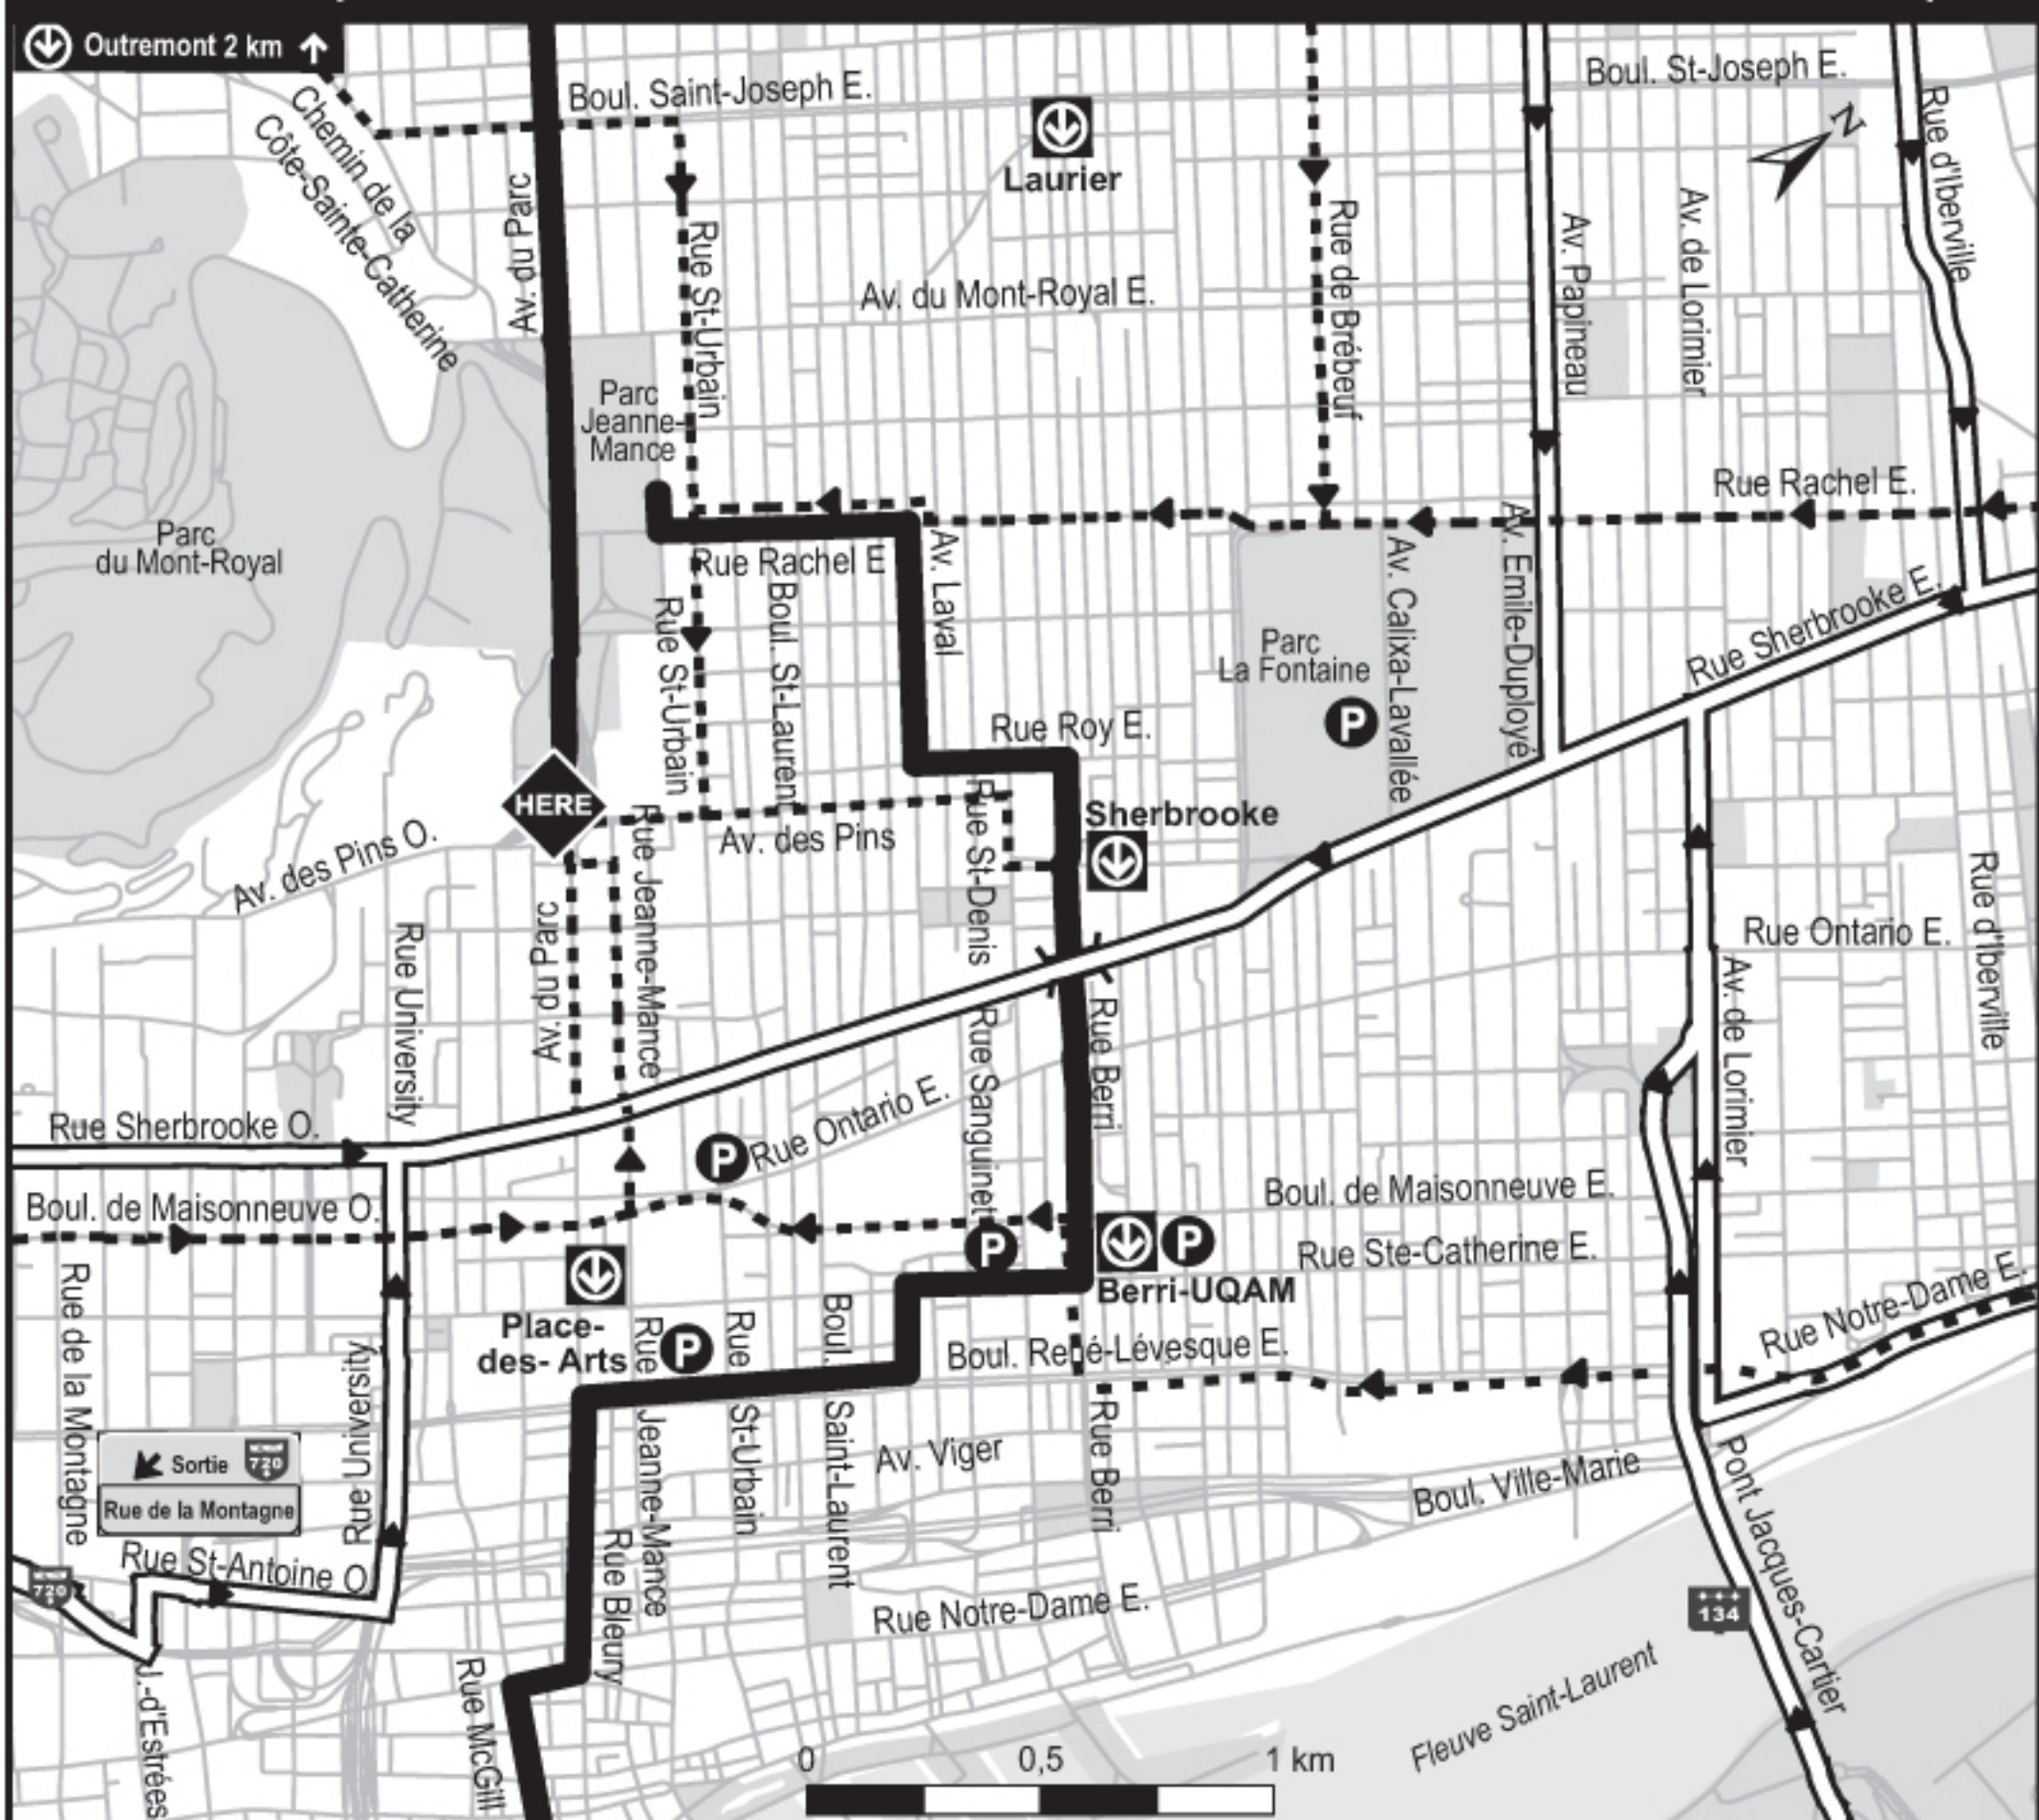 Outremont 2 km
Boul. Saint-Joseph E.
Boul. St-Joseph E.
Chemin de la
Côte-Sainte-Catherine
Av. du Parc
Laurier
N
Rue d'Iberville
Rue St-Urbain
Rue de Brébeuf
Av. Papineau
Av. de Lorimier
Av. du Mont-Royal E.
Parc
Jeanne-
Mance
Rue Rachel E.
Parc
du Mont-Royal
Rue Rachel E
Av. Laval
Av. Calixa-Lavallée
Av. Emile-Duployé
Rue St-Urbain
Boul. St-Laurent
Parc
La Fontaine
P
Rue Sherbrooke E.
Rue Roy E.
HERE
Sherbrooke
Av. des Pins O.
Av. des Pins
Rue Jeanne-Mance
Rue St-Denis
Av. du Parc
Rue University
Rue Ontario E.
Rue d'Iberville
Av. de Lorimier
Rue Sanguinet
Rue Berri
Rue Sherbrooke O.
P
Rue Ontario E.
Boul. de Maisonneuve O.
Boul. de Maisonneuve E.
P
P
Rue Ste-Catherine E.
Berri-UQAM
Place-
des- Arts
P
Rue de la Montagne
Rue University
Rue
Jeanne-Mance
Rue
St-Urbain
Boul.
Saint-Laurent
Boul. René-Lévesque E.
Rue Notre-Dame E.
Av. Viger
Rue Berri
Boul. Ville-Marie
Pont Jacques-Cartier
Sortie 720
Rue de la Montagne
Rue St-Antoine O.
720
Rue Bleury
Rue Notre-Dame E.
134
J.-d'Estrées
Rue McGill
Fleuve Saint-Laurent
0 0,5 1 km